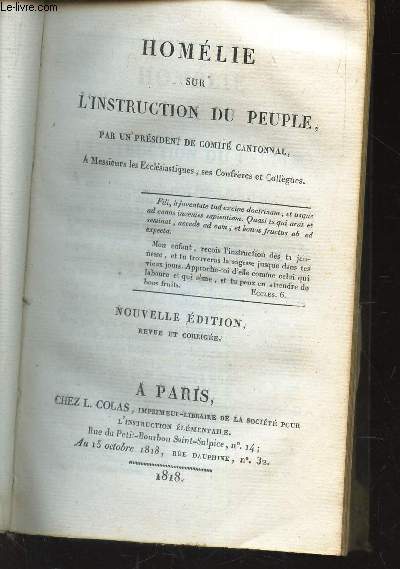 © le-livre.com
HOMÉLIE
SUR
L'INSTRUCTION DU PEUPLE,
PAR UN PRÉSIDENT DE COMITÉ CANTONNAL,
A Messieurs les Ecclésiastiques, ses Confrères et Collègues.
Fili, à juventute tuâ excipe doctrinam, et usque
ad canos invenies sapientiam. Quasi is qui arat et
seminat, accede ad eam, et bonos fructus ab eâ
expecta.
Mon enfant, reçois l'instruction dès ta jeu-
nesse, et tu trouveras la sagesse jusque dans tes
vieux jours. Approche-toi d'elle comme celui qui
laboure et qui sème, et tu peux en attendre de
bons fruits.
ECCLES. 6.
NOUVELLE ÉDITION,
REVUE ET CORRIGÉE.
A PARIS,
CHEZ L. COLAS, IMPRIMEUR-LIBRAIRE DE LA SOCIÉTÉ POUR
L'INSTRUCTION ÉLÉMENTAIRE,
Rue du Petit-Bourbon Saint-Sulpice, n°. 14;
Au 15 octobre 1818, RUE DAUPHINE, n°. 32.
1818.